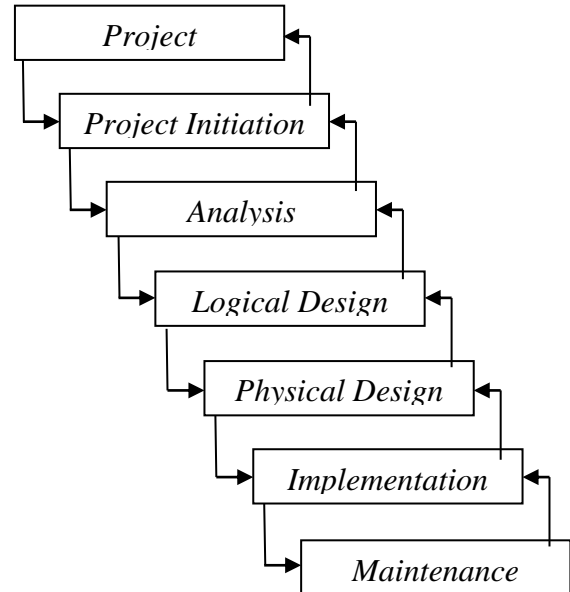 Project
Project Initiation
Analysis
Logical Design
Physical Design
Implementation
Maintenance